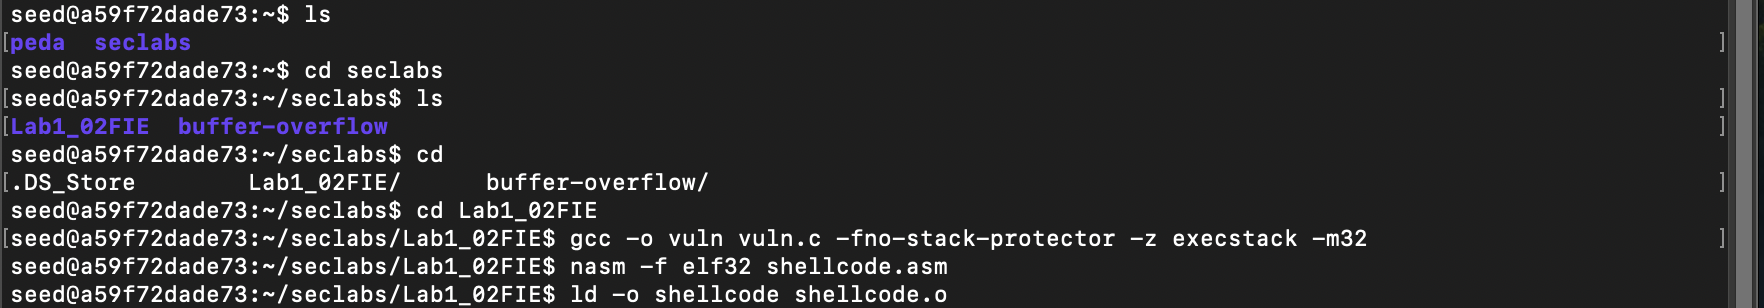 seed@a59f72dade73:~$ ls
[peda  seclabs ]
seed@a59f72dade73:~$ cd seclabs
[seed@a59f72dade73:~/seclabs$ ls ]
[Lab1_02FIE  buffer-overflow ]
seed@a59f72dade73:~/seclabs$ cd
[.DS_Store        Lab1_02FIE/      buffer-overflow/ ]
seed@a59f72dade73:~/seclabs$ cd Lab1_02FIE
[seed@a59f72dade73:~/seclabs/Lab1_02FIE$ gcc -o vuln vuln.c -fno-stack-protector -z execstack -m32 ]
seed@a59f72dade73:~/seclabs/Lab1_02FIE$ nasm -f elf32 shellcode.asm
seed@a59f72dade73:~/seclabs/Lab1_02FIE$ ld -o shellcode shellcode.o